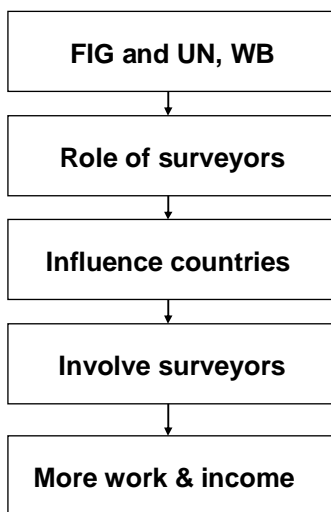 FIG and UN, WB
Role of surveyors
Influence countries
Involve surveyors
More work & income